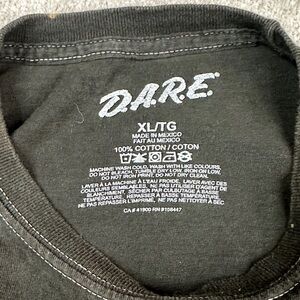 D.A.R.E.
XL/TG
MADE IN MEXICO
FAIT AU MEXICO
100% COTTON / COTON
MACHINE WASH COLD, WASH WITH LIKE COLOURS,
DO NOT BLEACH, TUMBLE DRY LOW, IRON ON LOW,
DO NOT IRON PRINT, DO NOT DRY CLEAN.
LAVER À LA MACHINE À L'EAU FROIDE, LAVER AVEC DES
COULEURS SEMBLABLES, NE PAS UTILISER D'AGENT DE
BLANCHIMENT, SÉCHER PAR CULBUTAGE À BASSE
TEMPÉRATURE, REPASSER À BASSE TEMPÉRATURE,
NE PAS REPASSER L'IMPRIMÉ, NE PAS NETTOYER À SEC
CA# 41900 RN #108447